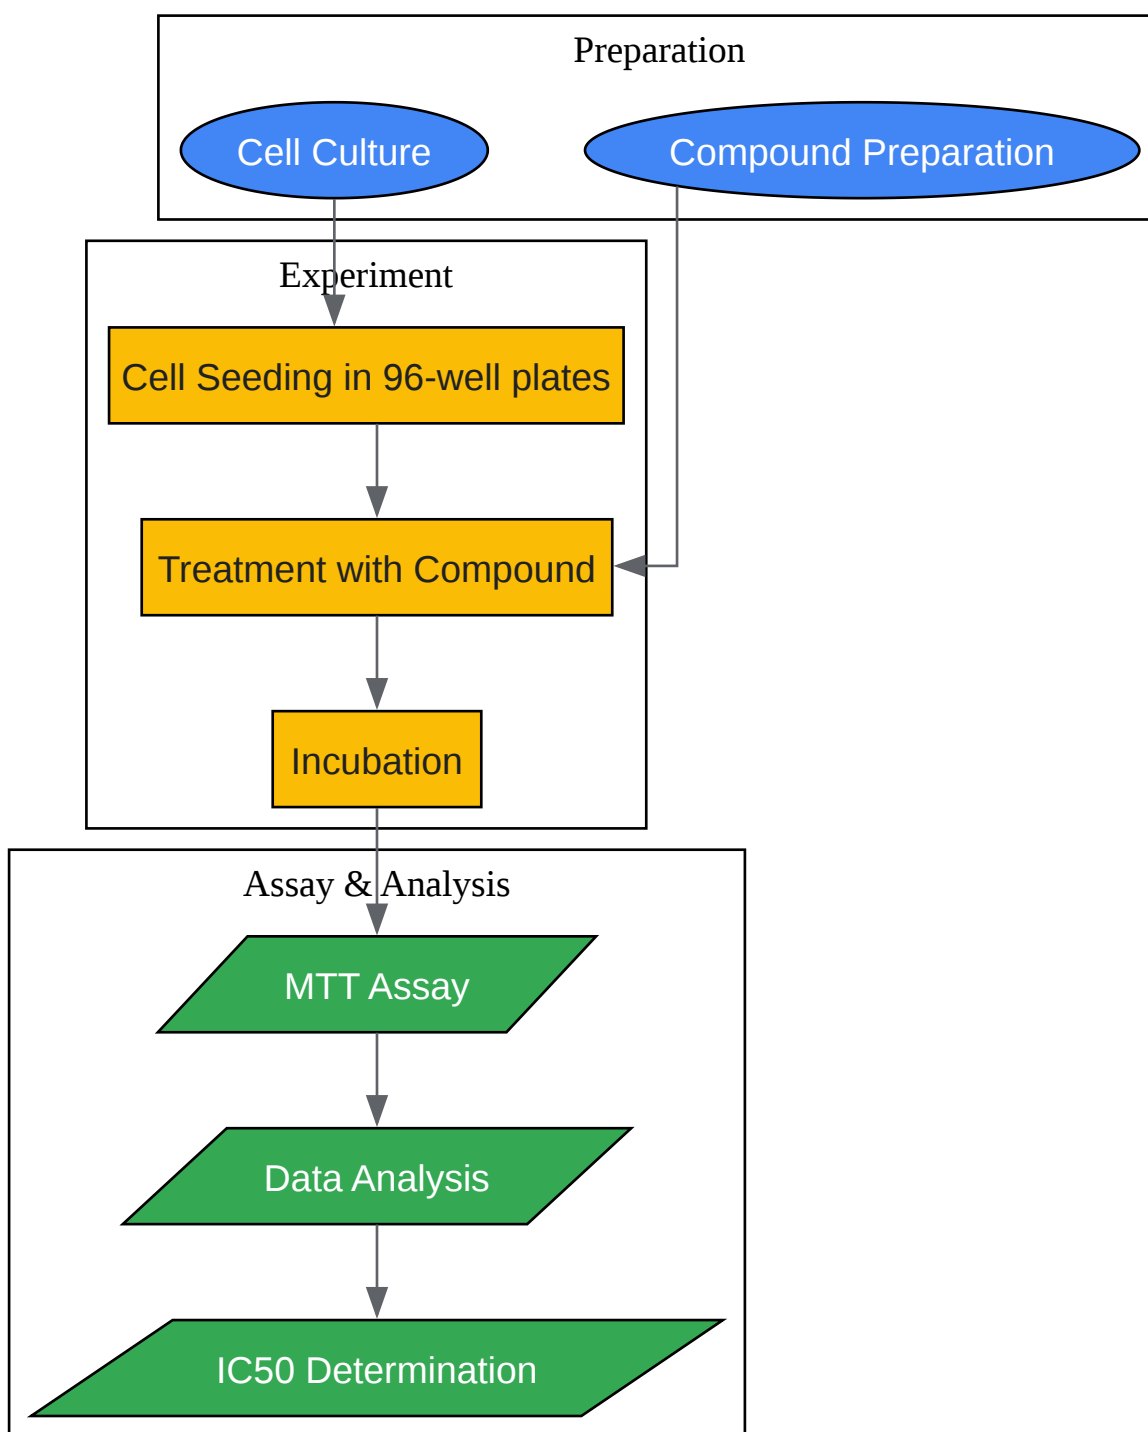 Preparation
Cell Culture
Compound Preparation
Experiment
Cell Seeding in 96-well plates
Treatment with Compound
Incubation
Assay & Analysis
MTT Assay
Data Analysis
IC50 Determination